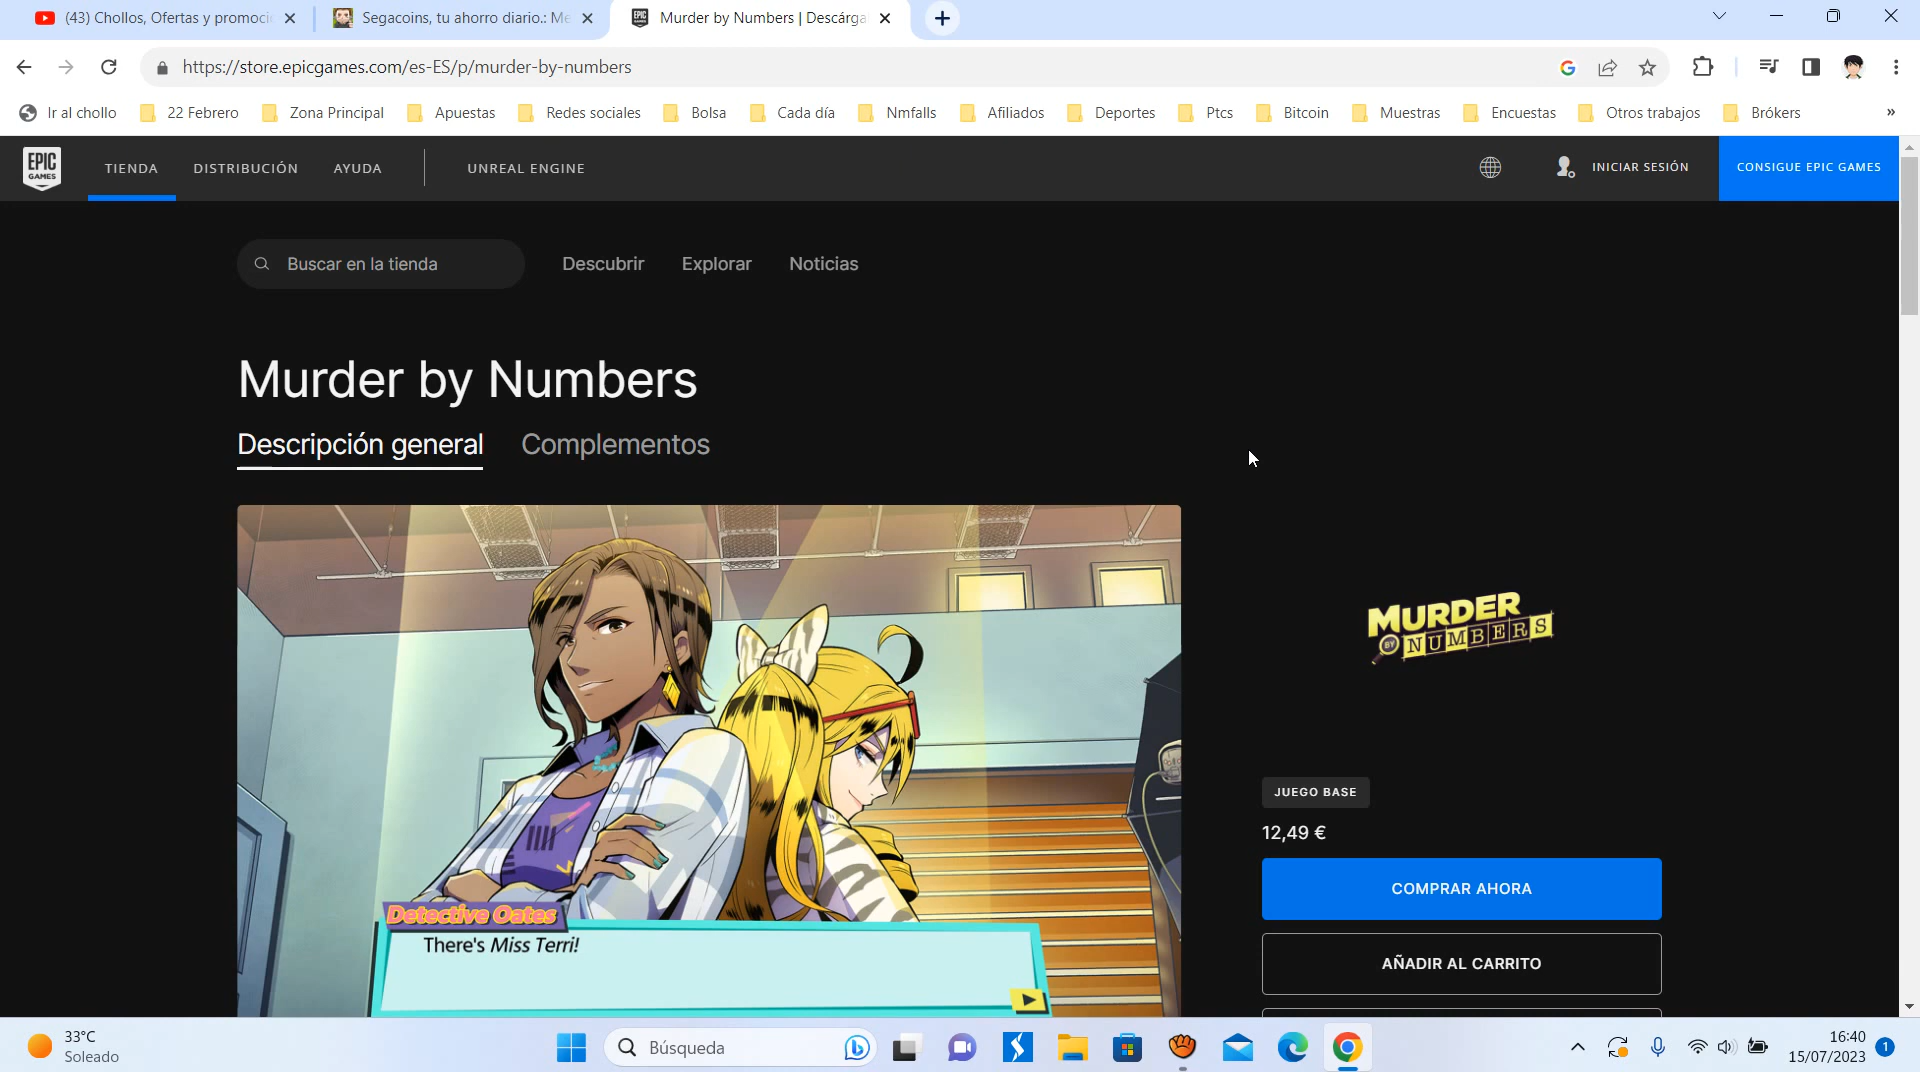 (43) Chollos, Ofertas y promoci
Segacoins, tu ahorro diario.: Me
Murder by Numbers | Descárga
https://store.epicgames.com/es-ES/p/murder-by-numbers
Ir al chollo
22 Febrero
Zona Principal
Apuestas
Redes sociales
Bolsa
Cada día
Nmfalls
Afiliados
Deportes
Ptcs
Bitcoin
Muestras
Encuestas
Otros trabajos
Brókers
»
EPIC
GAMES
TIENDA
DISTRIBUCIÓN
AYUDA
UNREAL ENGINE
INICIAR SESIÓN
CONSIGUE EPIC GAMES
Buscar en la tienda
Descubrir
Explorar
Noticias
Murder by Numbers
Descripción general
Complementos
MURDER
BY NUMBERS
JUEGO BASE
12,49 €
COMPRAR AHORA
AÑADIR AL CARRITO
Detective Oates
There's Miss Terri!
33°C
Soleado
Búsqueda
16:40
15/07/2023
1